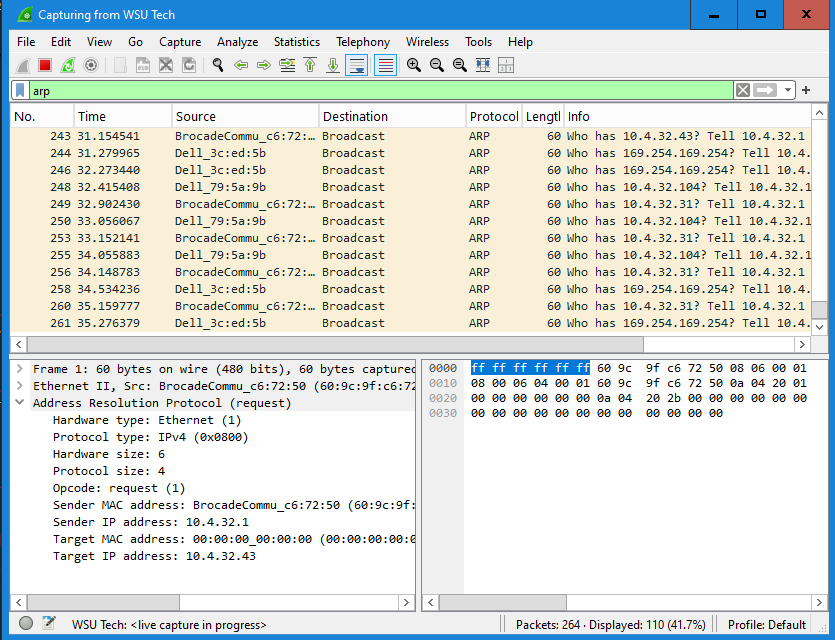 Capturing from WSU Tech
File Edit View Go Capture Analyze Statistics Telephony Wireless Tools Help
arp
No. Time Source Destination Protocol Lengtl Info
243 31.154541 BrocadeCommu_c6:72:… Broadcast ARP 60 Who has 10.4.32.43? Tell 10.4.32.1
244 31.279965 Dell_3c:ed:5b Broadcast ARP 60 Who has 169.254.169.254? Tell 10.4.
246 32.273440 Dell_3c:ed:5b Broadcast ARP 60 Who has 169.254.169.254? Tell 10.4.
248 32.415408 Dell_79:5a:9b Broadcast ARP 60 Who has 10.4.32.104? Tell 10.4.32.1
249 32.902430 BrocadeCommu_c6:72:… Broadcast ARP 60 Who has 10.4.32.31? Tell 10.4.32.1
250 33.056067 Dell_79:5a:9b Broadcast ARP 60 Who has 10.4.32.104? Tell 10.4.32.1
253 33.152141 BrocadeCommu_c6:72:… Broadcast ARP 60 Who has 10.4.32.31? Tell 10.4.32.1
255 34.055883 Dell_79:5a:9b Broadcast ARP 60 Who has 10.4.32.104? Tell 10.4.32.1
256 34.148783 BrocadeCommu_c6:72:… Broadcast ARP 60 Who has 10.4.32.31? Tell 10.4.32.1
258 34.534236 Dell_3c:ed:5b Broadcast ARP 60 Who has 169.254.169.254? Tell 10.4.
260 35.159777 BrocadeCommu_c6:72:… Broadcast ARP 60 Who has 10.4.32.31? Tell 10.4.32.1
261 35.276379 Dell_3c:ed:5b Broadcast ARP 60 Who has 169.254.169.254? Tell 10.4.
Frame 1: 60 bytes on wire (480 bits), 60 bytes captured
Ethernet II, Src: BrocadeCommu_c6:72:50 (60:9c:9f:c6:72
Address Resolution Protocol (request)
Hardware type: Ethernet (1)
Protocol type: IPv4 (0x0800)
Hardware size: 6
Protocol size: 4
Opcode: request (1)
Sender MAC address: BrocadeCommu_c6:72:50 (60:9c:9f:
Sender IP address: 10.4.32.1
Target MAC address: 00:00:00_00:00:00 (00:00:00:00:0
Target IP address: 10.4.32.43
0000 ff ff ff ff ff ff 60 9c 9f c6 72 50 08 06 00 01
0010 08 00 06 04 00 01 60 9c 9f c6 72 50 0a 04 20 01
0020 00 00 00 00 00 00 0a 04 20 2b 00 00 00 00 00 00
0030 00 00 00 00 00 00 00 00 00 00 00 00
WSU Tech: <live capture in progress>
Packets: 264 · Displayed: 110 (41.7%)
Profile: Default